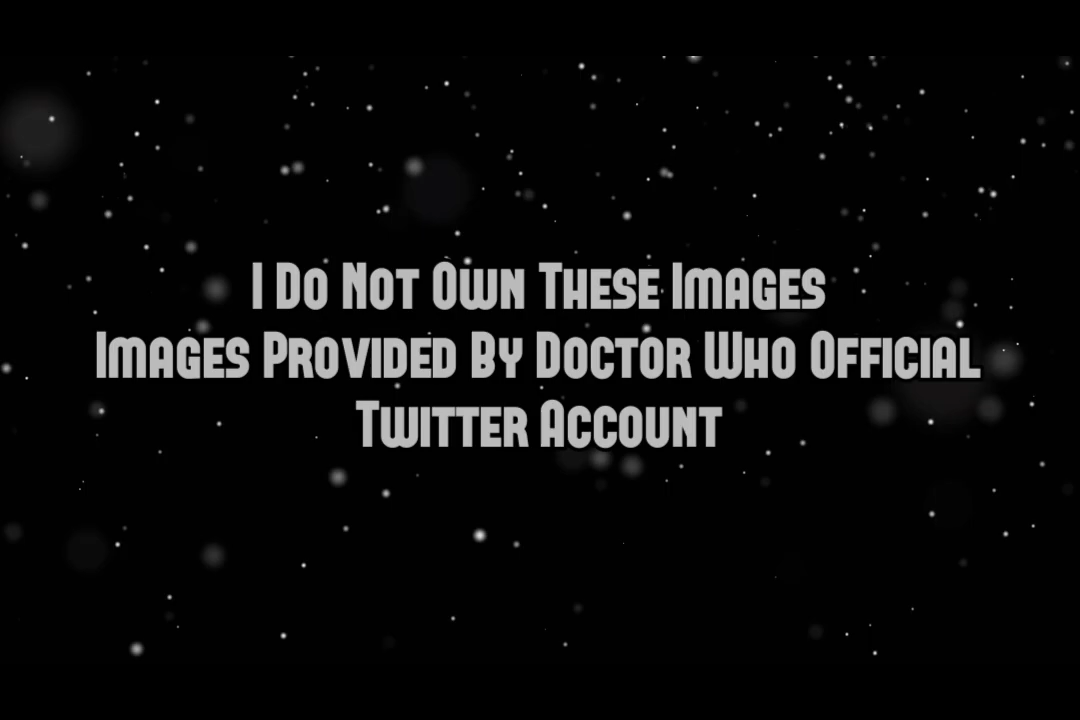 I Do Not Own These Images
Images Provided By Doctor Who Official
Twitter Account